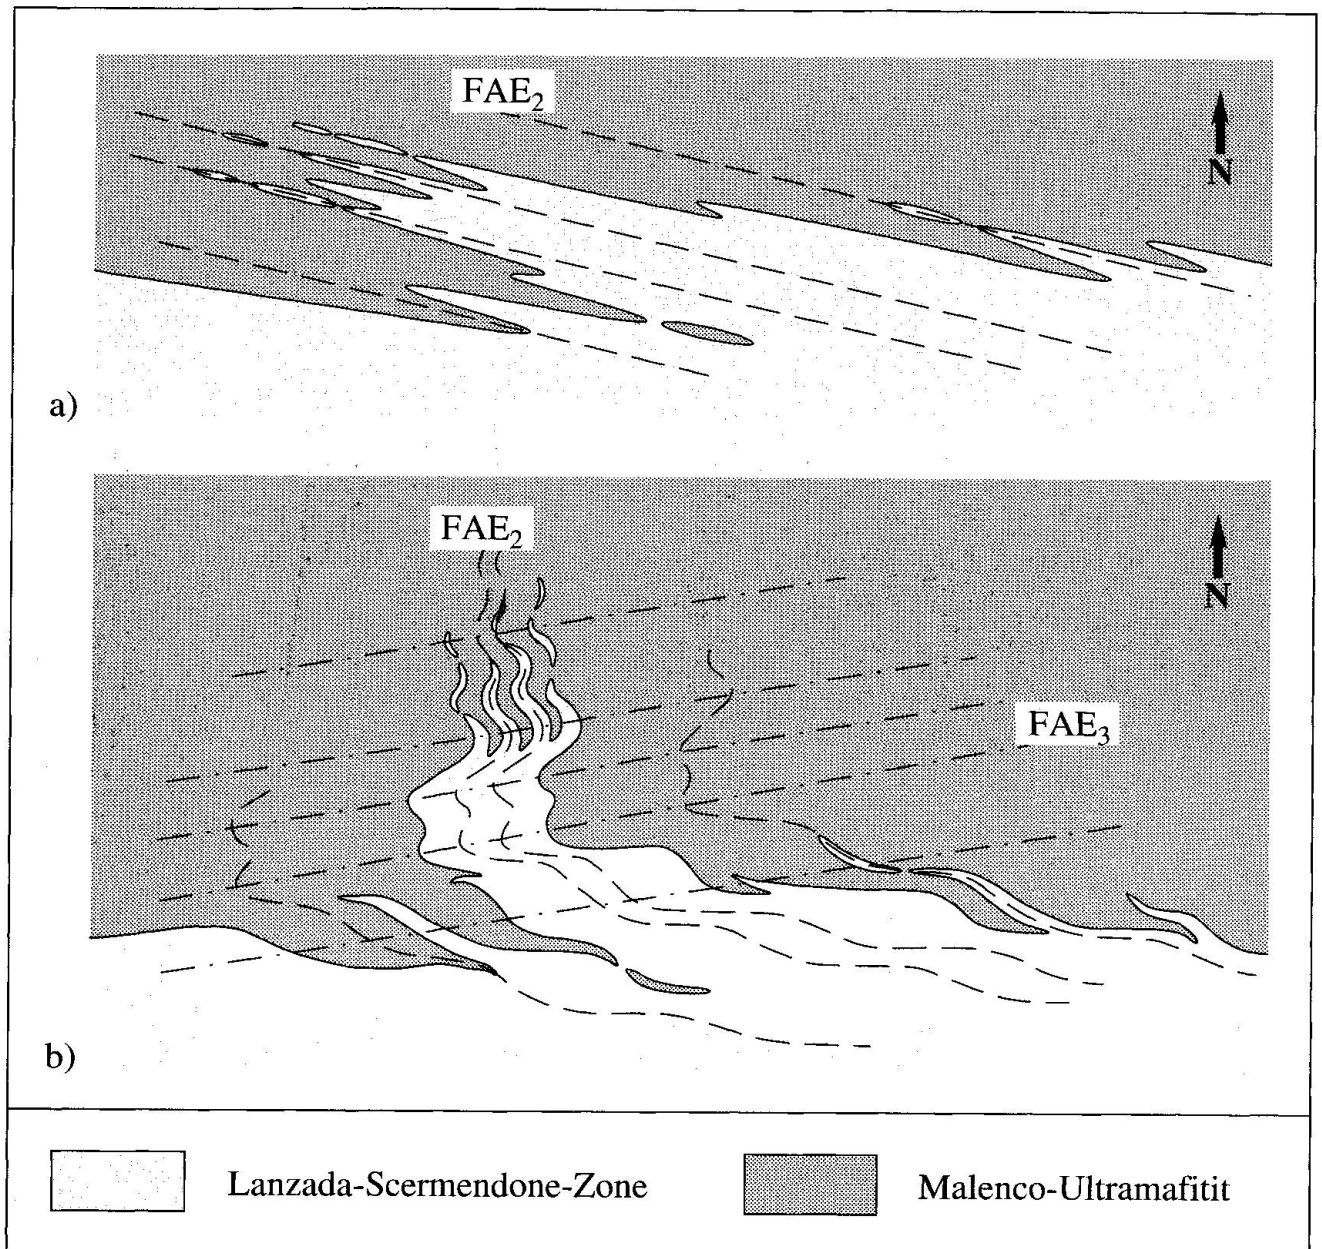 FAE₂
N
a)
FAE₂
N
FAE₃
b)
Lanzada-Scermendone-Zone
Malenco-Ultramafitit